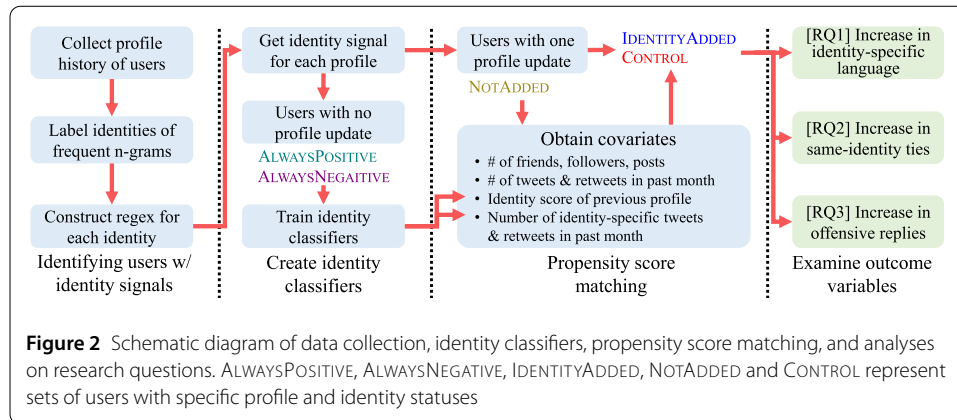 Collect profile
history of users
Label identities of
frequent n-grams
Construct regex for
each identity
Identifying users w/
identity signals
Get identity signal
for each profile
Users with no
profile update
ALWAYSPOSITIVE
ALWAYSNEGAITIVE
Train identity
classifiers
Create identity
classifiers
Users with one
profile update
NOTADDED
IDENTITYADDED
CONTROL
Obtain covariates
• # of friends, followers, posts
• # of tweets & retweets in past month
• Identity score of previous profile
• Number of identity-specific tweets
& retweets in past month
Propensity score
matching
[RQ1] Increase in
identity-specific
language
[RQ2] Increase in
same-identity ties
[RQ3] Increase in
offensive replies
Examine outcome
variables
Figure 2 Schematic diagram of data collection, identity classifiers, propensity score matching, and analyses
on research questions. ALWAYSPOSITIVE, ALWAYSNEGATIVE, IDENTITYADDED, NOTADDED and CONTROL represent
sets of users with specific profile and identity statuses